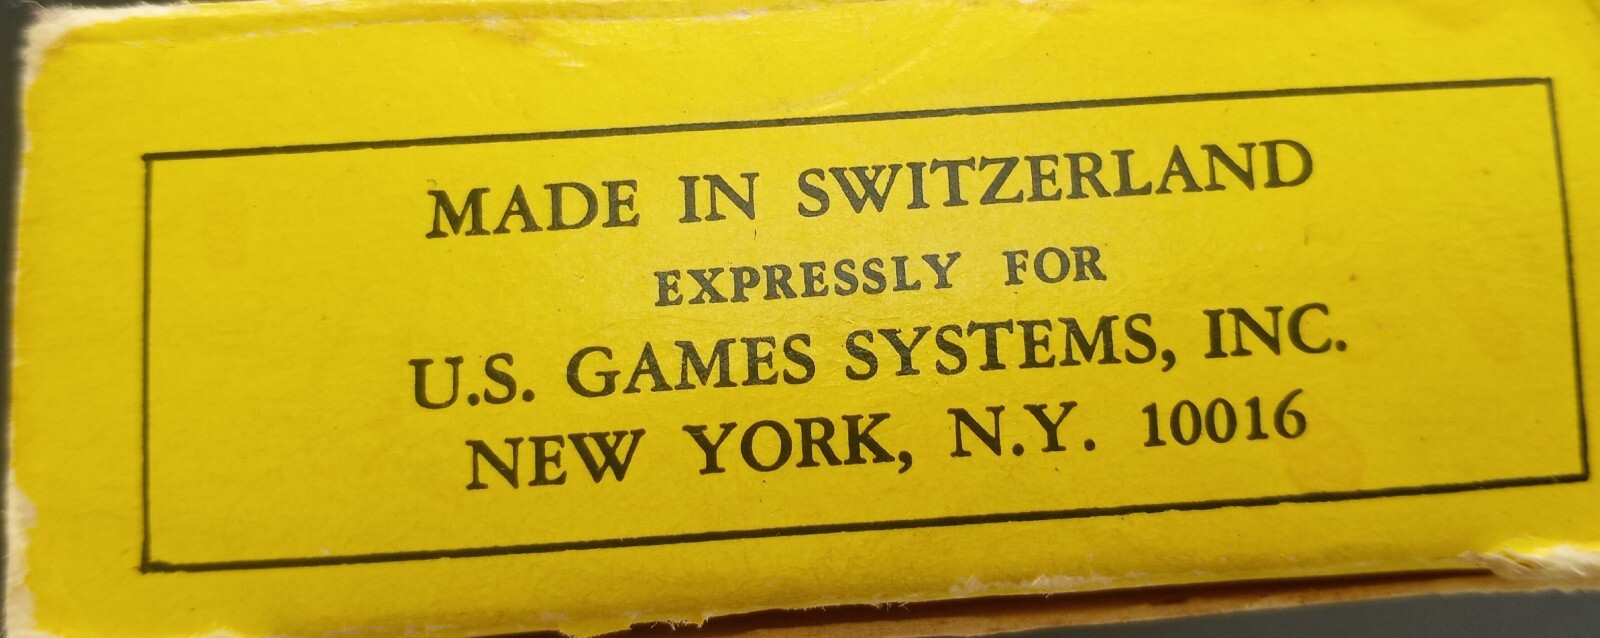 MADE IN SWITZERLAND
EXPRESSLY FOR
U.S. GAMES SYSTEMS, INC.
NEW YORK, N.Y. 10016